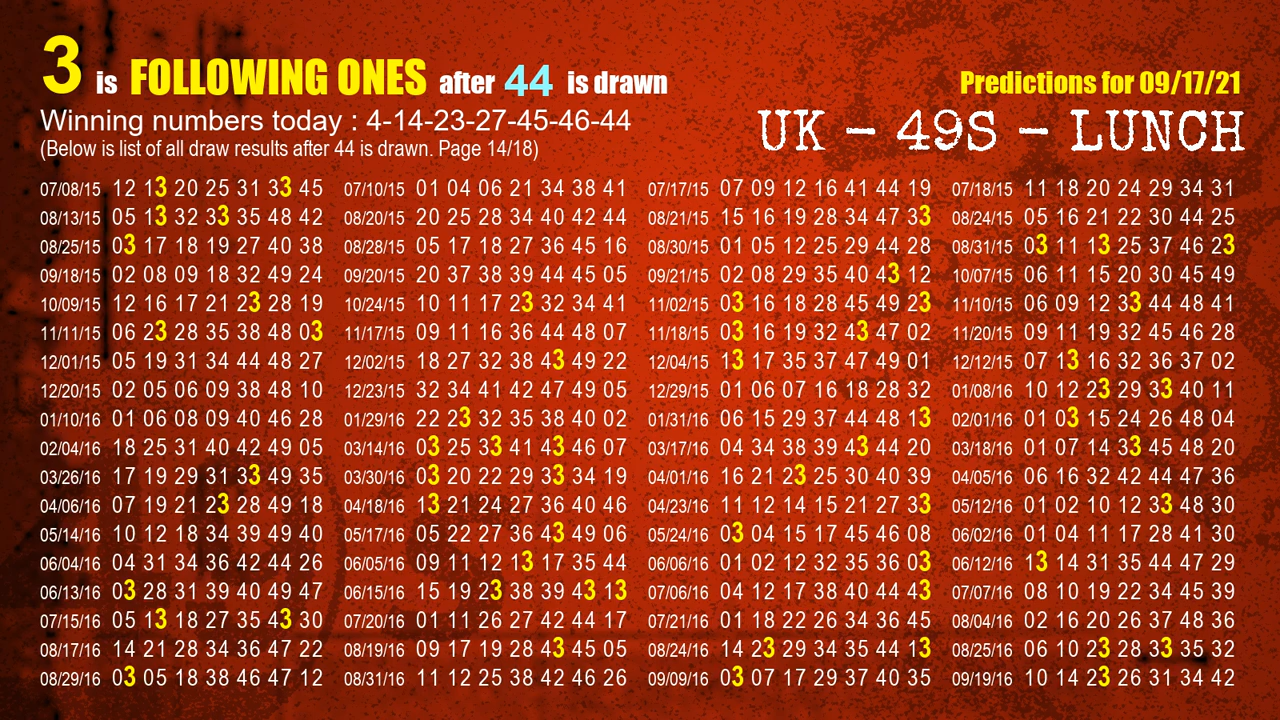 3 is FOLLOWING ONES after 44 is drawn
Predictions for 09/17/21
Winning numbers today : 4-14-23-27-45-46-44
UK - 49S - LUNCH
(Below is list of all draw results after 44 is drawn. Page 14/18)
07/08/15 12 13 20 25 31 33 45 07/10/15 01 04 06 21 34 38 41 07/17/15 07 09 12 16 41 44 19 07/18/15 11 18 20 24 29 34 31
08/13/15 05 13 32 33 35 48 42 08/20/15 20 25 28 34 40 42 44 08/21/15 15 16 19 28 34 47 33 08/24/15 05 16 21 22 30 44 25
08/25/15 03 17 18 19 27 40 38 08/28/15 05 17 18 27 36 45 16 08/30/15 01 05 12 25 29 44 28 08/31/15 03 11 13 25 37 46 23
09/18/15 02 08 09 18 32 49 24 09/20/15 20 37 38 39 44 45 05 09/21/15 02 08 29 35 40 43 12 10/07/15 06 11 15 20 30 45 49
10/09/15 12 16 17 21 23 28 19 10/24/15 10 11 17 23 32 34 41 11/02/15 03 16 18 28 45 49 23 11/10/15 06 09 12 33 44 48 41
11/11/15 06 23 28 35 38 48 03 11/17/15 09 11 16 36 44 48 07 11/18/15 03 16 19 32 43 47 02 11/20/15 09 11 19 32 45 46 28
12/01/15 05 19 31 34 44 48 27 12/02/15 18 27 32 38 43 49 22 12/04/15 13 17 35 37 47 49 01 12/12/15 07 13 16 32 36 37 02
12/20/15 02 05 06 09 38 48 10 12/23/15 32 34 41 42 47 49 05 12/29/15 01 06 07 16 18 28 32 01/08/16 10 12 23 29 33 40 11
01/10/16 01 06 08 09 40 46 28 01/29/16 22 23 32 35 38 40 02 01/31/16 06 15 29 37 44 48 13 02/01/16 01 03 15 24 26 48 04
02/04/16 18 25 31 40 42 49 05 03/14/16 03 25 33 41 43 46 07 03/17/16 04 34 38 39 43 44 20 03/18/16 01 07 14 33 45 48 20
03/26/16 17 19 29 31 33 49 35 03/30/16 03 20 22 29 33 34 19 04/01/16 16 21 23 25 30 40 39 04/05/16 06 16 32 42 44 47 36
04/06/16 07 19 21 23 28 49 18 04/18/16 13 21 24 27 36 40 46 04/23/16 11 12 14 15 21 27 33 05/12/16 01 02 10 12 33 48 30
05/14/16 10 12 18 34 39 49 40 05/17/16 05 22 27 36 43 49 06 05/24/16 03 04 15 17 45 46 08 06/02/16 01 04 11 17 28 41 30
06/04/16 04 31 34 36 42 44 26 06/05/16 09 11 12 13 17 35 44 06/06/16 01 02 12 32 35 36 03 06/12/16 13 14 31 35 44 47 29
06/13/16 03 28 31 39 40 49 47 06/15/16 15 19 23 38 39 43 13 07/06/16 04 12 17 38 40 44 43 07/07/16 08 10 19 22 34 45 39
07/15/16 05 13 18 27 35 43 30 07/20/16 01 11 26 27 42 44 17 07/21/16 01 18 22 26 34 36 45 08/04/16 02 16 20 26 37 48 36
08/17/16 14 21 28 34 36 47 22 08/19/16 09 17 19 28 43 45 05 08/24/16 14 23 29 34 35 44 13 08/25/16 06 10 23 28 33 35 32
08/29/16 03 05 18 38 46 47 12 08/31/16 11 12 25 38 42 46 26 09/09/16 03 07 17 29 37 40 35 09/19/16 10 14 23 26 31 34 42